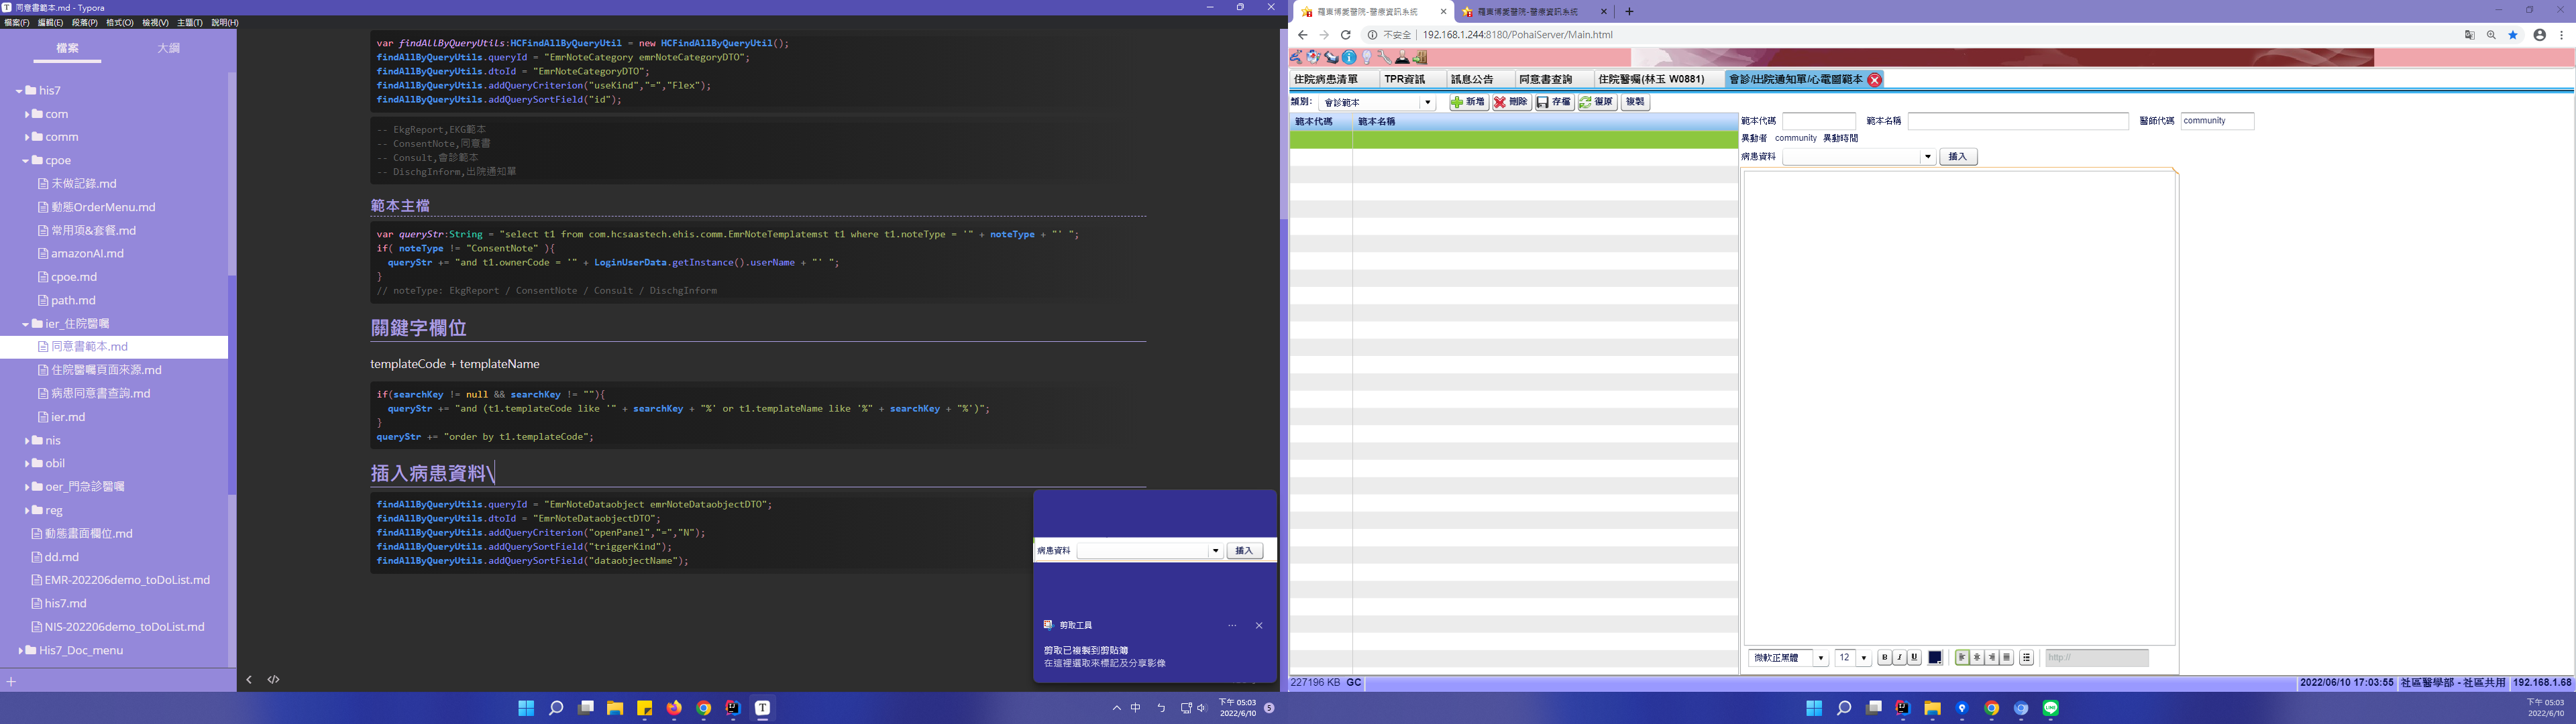 同意書範本.md - Typora
檔案(F) 編輯(E) 段落(P) 格式(O) 檢視(V) 主題(T) 說明(H)
檔案 大綱
his7
com
comm
cpoe
未做記錄.md
動態OrderMenu.md
常用項&套餐.md
amazonAI.md
cpoe.md
path.md
ier_住院醫囑
同意書範本.md
住院醫囑頁面來源.md
病患同意書查詢.md
ier.md
nis
obil
oer_門急診醫囑
reg
動態畫面欄位.md
dd.md
EMR-202206demo_toDoList.md
his7.md
NIS-202206demo_toDoList.md
His7_Doc_menu
var findAllByQueryUtils:HCFindAllByQueryUtil = new HCFindAllByQueryUtil();
findAllByQueryUtils.queryId = "EmrNoteCategory emrNoteCategoryDTO";
findAllByQueryUtils.dtoId = "EmrNoteCategoryDTO";
findAllByQueryUtils.addQueryCriterion("useKind","=","Flex");
findAllByQueryUtils.addQuerySortField("id");
-- EkgReport,EKG範本
-- ConsentNote,同意書
-- Consult,會診範本
-- DischgInform,出院通知單
範本主檔
var queryStr:String = "select t1 from com.hcsaastech.ehis.comm.EmrNoteTemplatemst t1 where t1.noteType = '" + noteType + "' ";
if( noteType != "ConsentNote" ){
queryStr += "and t1.ownerCode = '" + LoginUserData.getInstance().userName + "' ";
}
// noteType: EkgReport / ConsentNote / Consult / DischgInform
關鍵字欄位
templateCode + templateName
if(searchKey != null && searchKey != ""){
queryStr += "and (t1.templateCode like '" + searchKey + "%' or t1.templateName like '%" + searchKey + "%')";
}
queryStr += "order by t1.templateCode";
插入病患資料\
findAllByQueryUtils.queryId = "EmrNoteDataobject emrNoteDataobjectDTO";
findAllByQueryUtils.dtoId = "EmrNoteDataobjectDTO";
findAllByQueryUtils.addQueryCriterion("openPanel","=","N");
findAllByQueryUtils.addQuerySortField("triggerKind");
findAllByQueryUtils.addQuerySortField("dataobjectName");
病患資料 插入
剪取工具
剪取已複製到剪貼簿
在這裡選取來標記及分享影像
中 下午 05:03
2022/6/10 5
羅東博愛醫院-醫療資訊系統 羅東博愛醫院-醫療資訊系統
不安全 192.168.1.244:8180/PohaiServer/Main.html
住院病患清單 TPR資訊 訊息公告 同意書查詢 住院醫囑(林玉 W0881) 會診/出院通知單/心電圖範本
類別: 會診範本 新增 刪除 存檔 復原 複製
範本代碼 範本名稱
範本代碼 範本名稱 醫師代碼 community
異動者 community 異動時間
病患資料 插入
微軟正黑體 12 B I U http://
227196 KB GC 2022/06/10 17:03:55 社區醫學部 - 社區共用 192.168.1.68
下午 05:03
2022/6/10